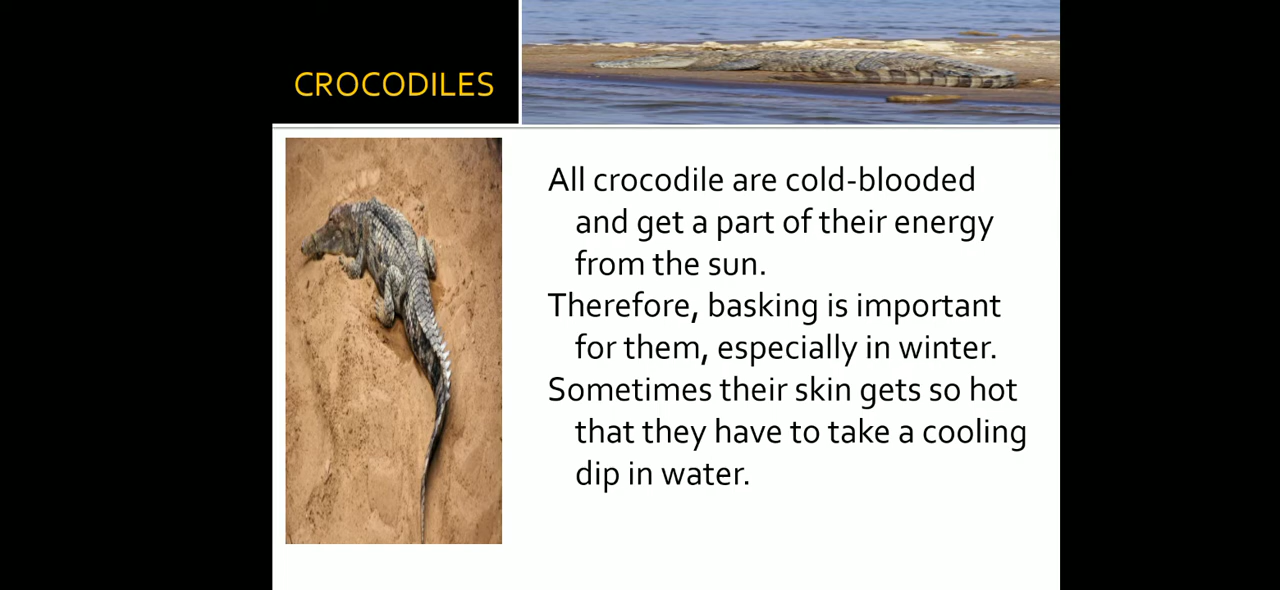 CROCODILES
All crocodile are cold-blooded
and get a part of their energy
from the sun.
Therefore, basking is important
for them, especially in winter.
Sometimes their skin gets so hot
that they have to take a cooling
dip in water.